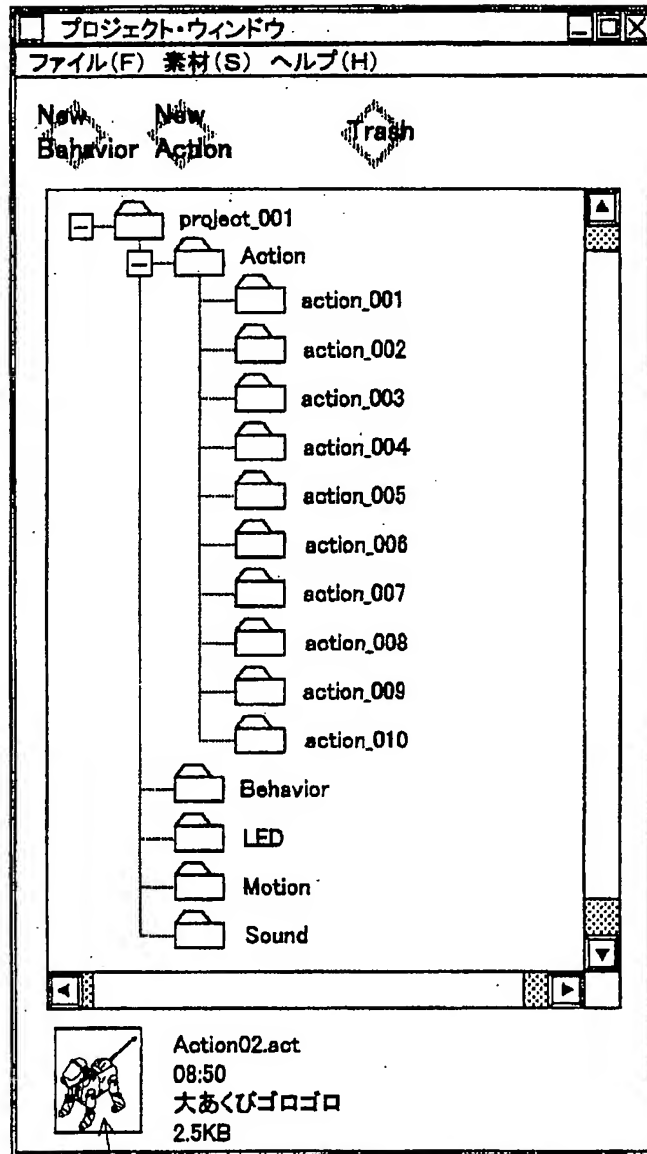 プロジェクト・ウィンドウ
ファイル(F) 素材(S) ヘルプ(H)
New Behavior
New Action
Trash
project_001
Action
action_001
action_002
action_003
action_004
action_005
action_006
action_007
action_008
action_009
action_010
Behavior
LED
Motion
Sound
Action02.act
08:50
大あくびゴロゴロ
2.5KB